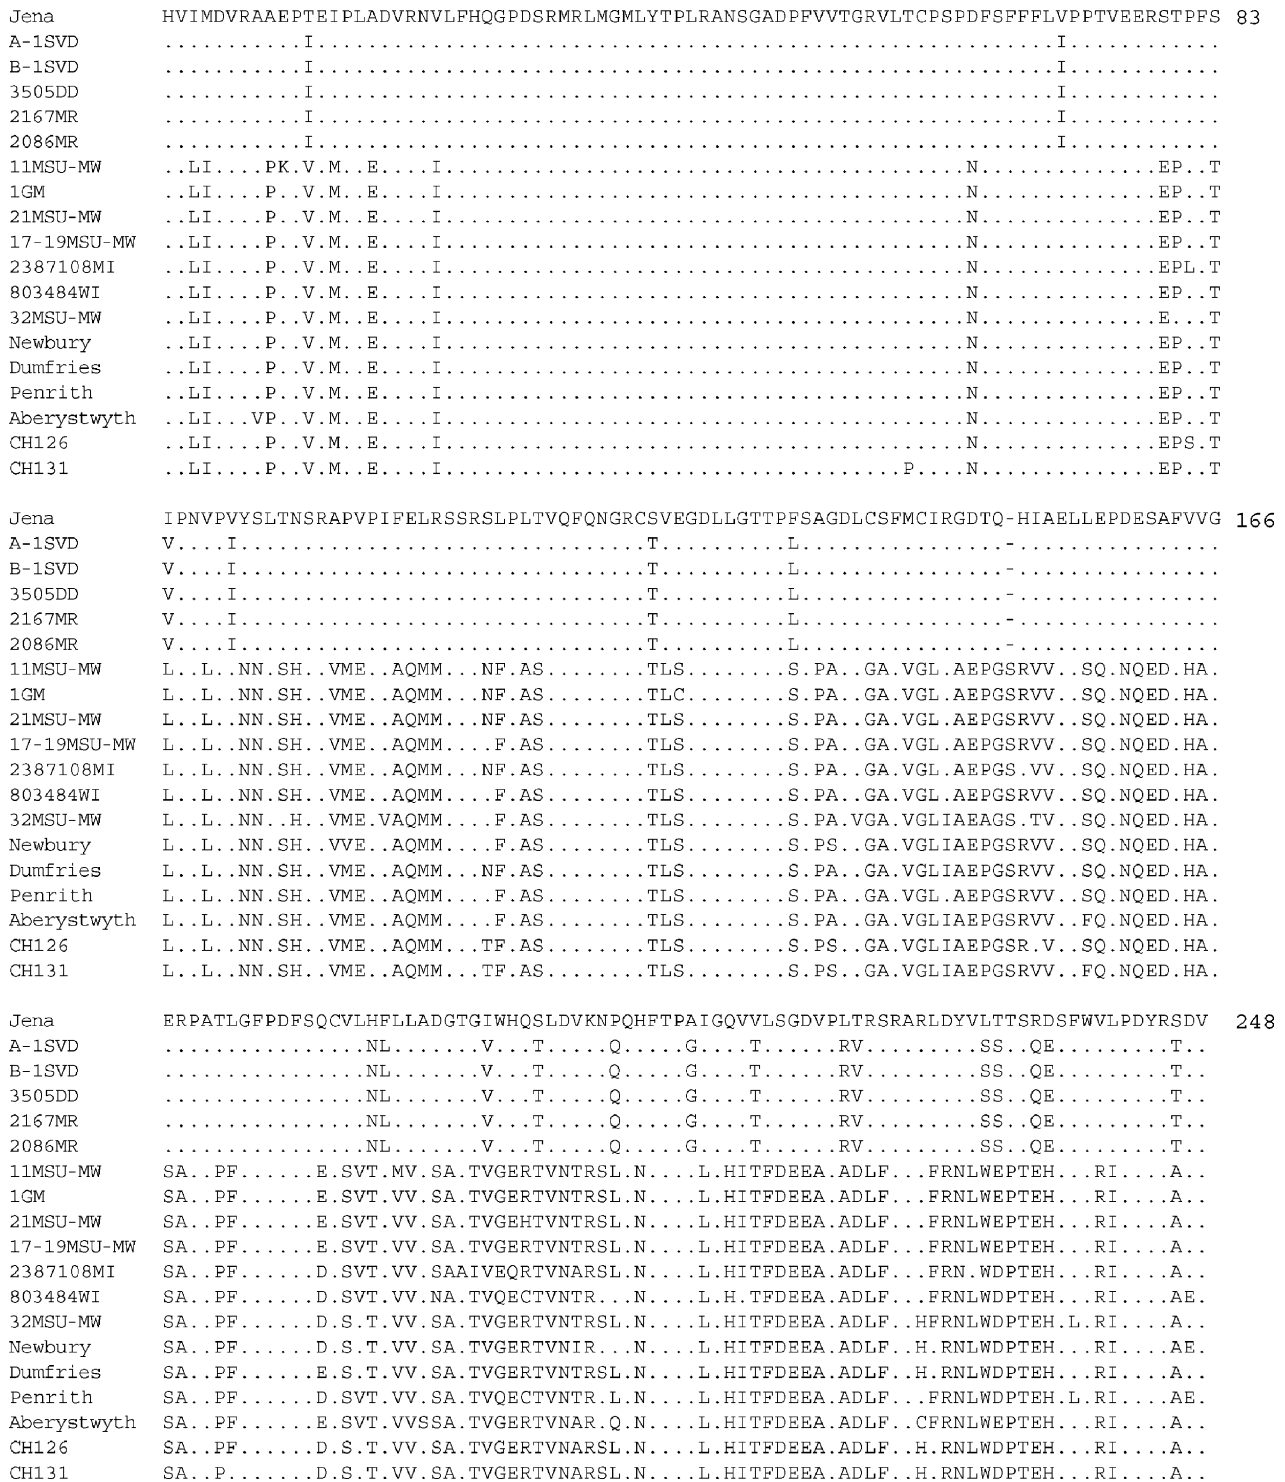 Jena HVIMDVRAAEPTEIPLADVRNVLFHQGPDSRMRLMGMLYTPLRANSGADPFVVTGRVLTCPSPDFSFFFLVPPTVEERSTPFS 83
A-1SVD ...........I..........................................................I............
B-1SVD ...........I..........................................................I............
3505DD ...........I..........................................................I............
2167MR ...........I..........................................................I............
2086MR ...........I..........................................................I............
11MSU-MW ..LI....PK.V.M..E....I.........................................N..............EP..T
1GM ..LI....P..V.M..E....I.........................................N..............EP..T
21MSU-MW ..LI....P..V.M..E....I.........................................N..............EP..T
17-19MSU-MW ..LI....P..V.M..E....I.........................................N..............EP..T
2387108MI ..LI....P..V.M..E....I.........................................N..............EPL.T
803484WI ..LI....P..V.M..E....I.........................................N..............EP..T
32MSU-MW ..LI....P..V.M..E....I.........................................N..............E...T
Newbury ..LI....P..V.M..E....I.........................................N..............EP..T
Dumfries ..LI....P..V.M..E....I.........................................N..............EP..T
Penrith ..LI....P..V.M..E....I.........................................N..............EP..T
Aberystwyth ..LI...VP..V.M..E....I.........................................N..............EP..T
CH126 ..LI....P..V.M..E....I.........................................N..............EPS.T
CH131 ..LI....P..V.M..E....I....................................P....N..............EP..T
Jena IPNVPVYSLTNSRAPVPIFELRSSRSLPLTVQFQNGRCSVEGDLLGTTPFSAGDLCSFMCIRGDTQ-HIAELLEPDESAFVVG 166
A-1SVD V....I................................T..........L................-................
B-1SVD V....I................................T..........L................-................
3505DD V....I................................T..........L................-................
2167MR V....I................................T..........L................-................
2086MR V....I................................T..........L................-................
11MSU-MW L..L..NN.SH..VME..AQMM...NF.AS........TLS........S.PA..GA.VGL.AEPGSRVV..SQ.NQED.HA.
1GM L..L..NN.SH..VME..AQMM...NF.AS........TLC........S.PA..GA.VGL.AEPGSRVV..SQ.NQED.HA.
21MSU-MW L..L..NN.SH..VME..AQMM...NF.AS........TLS........S.PA..GA.VGL.AEPGSRVV..SQ.NQED.HA.
17-19MSU-MW L..L..NN.SH..VME..AQMM....F.AS........TLS........S.PA..GA.VGL.AEPGSRVV..SQ.NQED.HA.
2387108MI L..L..NN.SH..VME..AQMM...NF.AS........TLS........S.PA..GA.VGL.AEPGS.VV..SQ.NQED.HA.
803484WI L..L..NN.SH..VME..AQMM....F.AS........TLS........S.PA..GA.VGL.AEPGSRVV..SQ.NQED.HA.
32MSU-MW L..L..NN..H..VME.VAQMM....F.AS........TLS........S.PA.VGA.VGLIAEAGS.TV..SQ.NQED.HA.
Newbury L..L..NN.SH..VVE..AQMM....F.AS........TLS........S.PS..GA.VGLIAEPGSRVV..SQ.NQED.HA.
Dumfries L..L..NN.SH..VME..AQMM...NF.AS........TLS........S.PA..GA.VGLIAEPGSRVV..SQ.NQED.HA.
Penrith L..L..NN.SH..VME..AQMM....F.AS........TLS........S.PA..GA.VGLIAEPGSRVV..SQ.NQED.HA.
Aberystwyth L..L..NN.SH..VME..AQMM....F.AS........TLS........S.PA..GA.VGLIAEPGSRVV..FQ.NQED.HA.
CH126 L..L..NN.SH..VME..AQMM...TF.AS........TLS........S.PS..GA.VGLIAEPGSR.V..SQ.NQED.HA.
CH131 L..L..NN.SH..VME..AQMM...TF.AS........TLS........S.PS..GA.VGLIAEPGSRVV..FQ.NQED.HA.
Jena ERPATLGFPDFSQCVLHFLLADGTGIWHQSLDVKNPQHFTPAIGQVVLSGDVPLTRSRARLDYVLTTSRDSFWVLPDYRSDV 248
A-1SVD ................NL.......V...T.....Q.....G....T......RV.........SS..QE.........T..
B-1SVD ................NL.......V...T.....Q.....G....T......RV.........SS..QE.........T..
3505DD ................NL.......V...T.....Q.....G....T......RV.........SS..QE.........T..
2167MR ................NL.......V...T.....Q.....G....T......RV.........SS..QE.........T..
2086MR ................NL.......V...T.....Q.....G....T......RV.........SS..QE.........T..
11MSU-MW SA..PF......E.SVT.MV.SA.TVGERTVNTRSL.N....L.HITFDEEA.ADLF...FRNLWEPTEH...RI....A..
1GM SA..PF......E.SVT.VV.SA.TVGERTVNTRSL.N....L.HITFDEEA.ADLF...FRNLWEPTEH...RI....A..
21MSU-MW SA..PF......E.SVT.VV.SA.TVGEHTVNTRSL.N....L.HITFDEEA.ADLF...FRNLWEPTEH...RI....A..
17-19MSU-MW SA..PF......E.SVT.VV.SA.TVGERTVNTRSL.N....L.HITFDEEA.ADLF...FRNLWEPTEH...RI....A..
2387108MI SA..PF......D.SVT.VV.SAAIVEQRTVNARSL.N....L.HITFDEEA.ADLF...FRN.WDPTEH...RI....A..
803484WI SA..PF......D.SVT.VV.NA.TVQECTVNTR...N....L.H.TFDEEA.ADLF...FRNLWDPTEH...RI....AE.
32MSU-MW SA..PF......D.S.T.VV.SA.TVGERTVNTRSL.N....L.HITFDEEA.ADLF..HFRNLWDPTEH.L.RI....A..
Newbury SA..PF......D.S.T.VV.SA.TVGERTVNIR...N....L.HITFDEEA.ADLF..H.RNLWDPTEH...RI....AE.
Dumfries SA..PF......E.S.T.VV.SA.TVGERTVNTRSL.N....L.HITFDEEA.ADLF..H.RNLWDPTEH...RI....A..
Penrith SA..PF......D.SVT.VV.SA.TVQECTVNTR.L.N....L.HITFDEEA.ADLF...FRNLWDPTEH.L.RI....AE.
Aberystwyth SA..PF......E.SVT.VVSSA.TVGERTVNAR.Q.N....L.HITFDEEA.ADLF..CFRNLWEPTEH...RI....A..
CH126 SA..PF......D.S.T.VV.SA.TVGERTVNARSL.N....L.HITFDEEA.ADLF..H.RNLWDPTEH...RI....A..
CH131 SA..P.......D.S.T.VV.SA.TVGERTVNARSL.N....L.HITFDEEA.ADLF..H.RNLWDPTEH...RI....A..